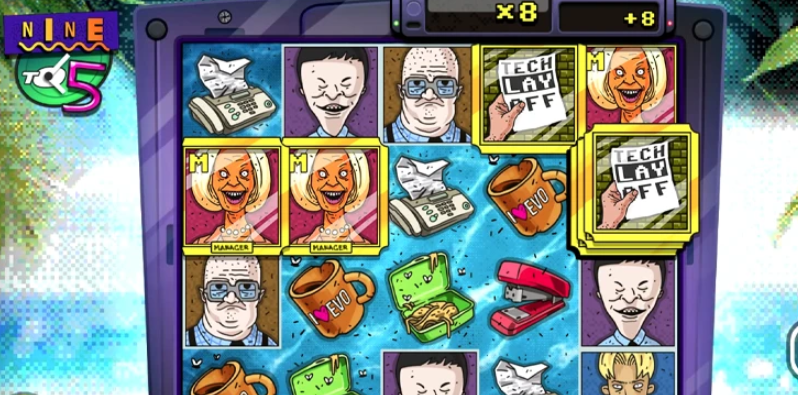 NINE
TO 5
x8
+8
TECH
LAY
OFF
M
M
MANAGER
M
MANAGER
I ♥ EVO
TECH
LAY
OFF
I ♥ EVO